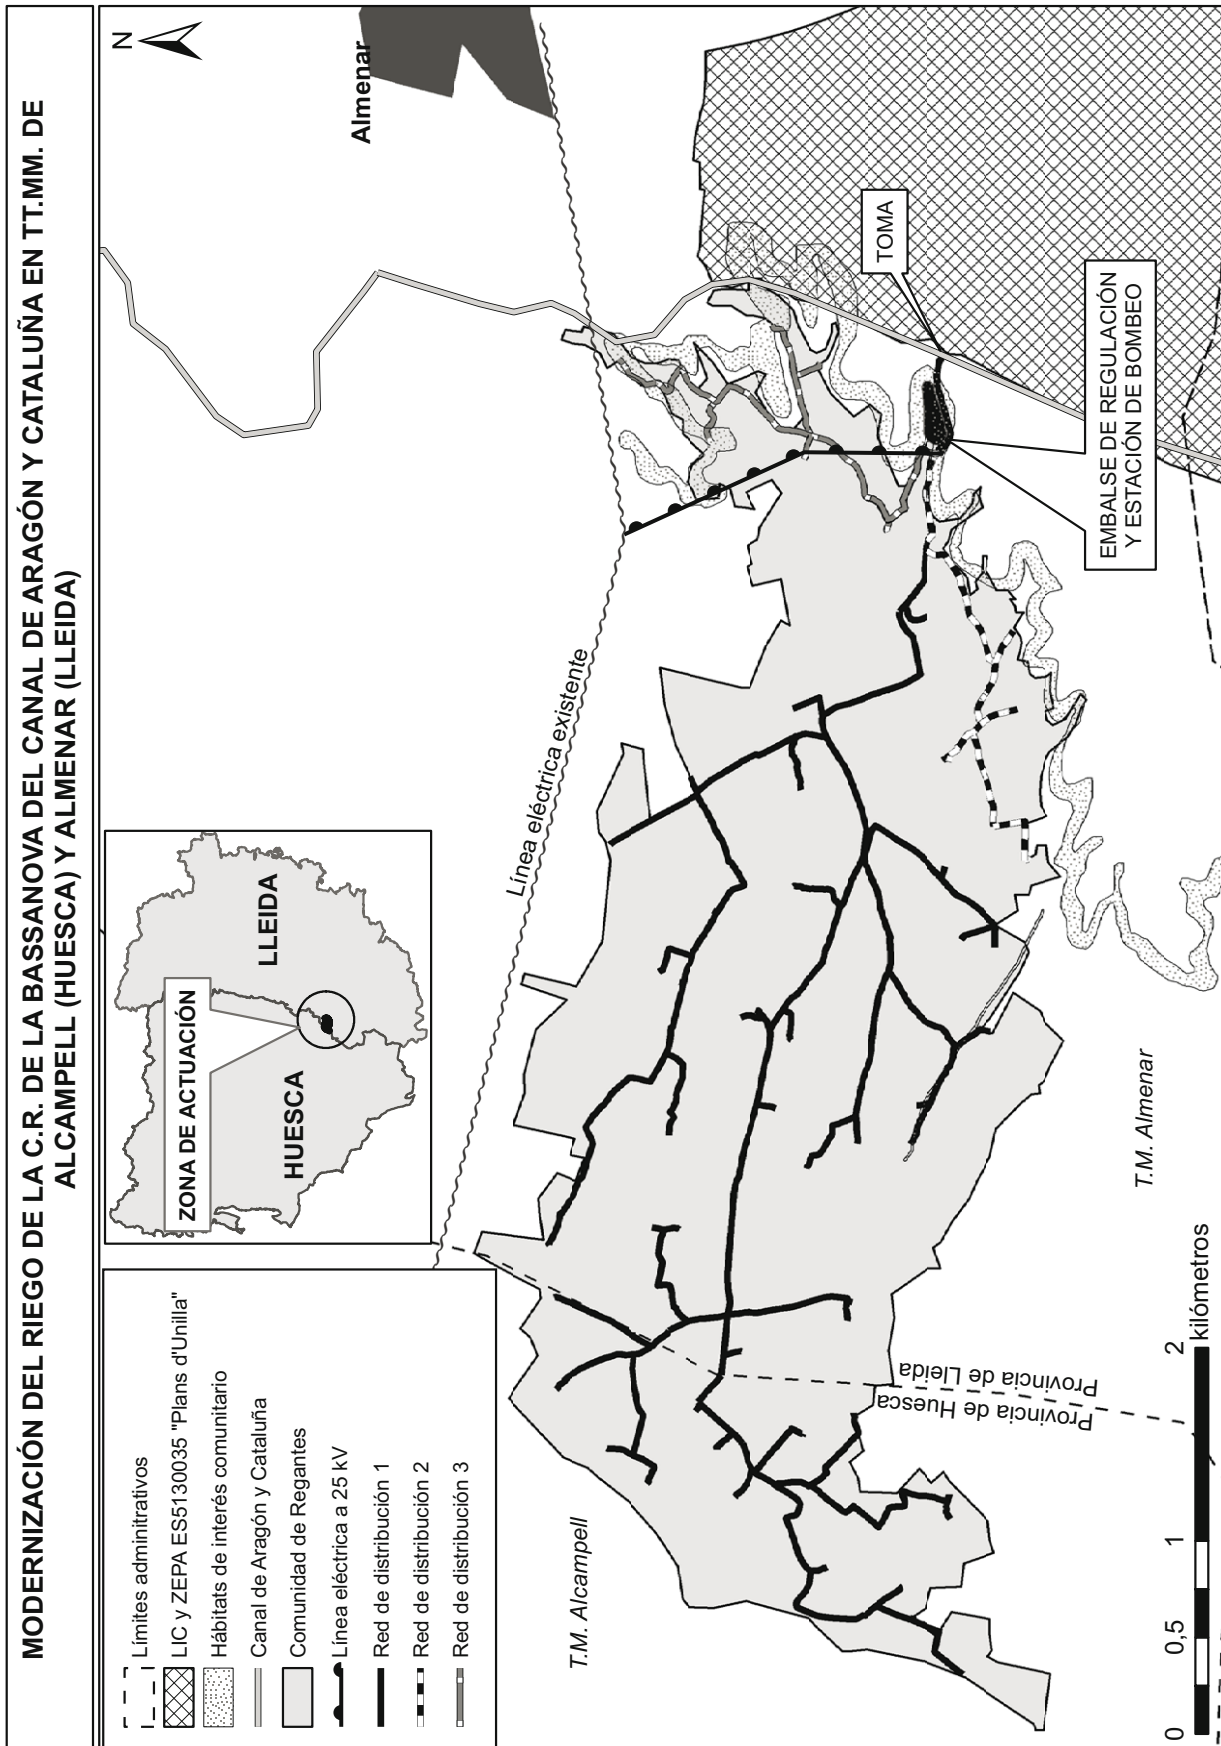 MODERNIZACIÓN DEL RIEGO DE LA C.R. DE LA BASSANOVA DEL CANAL DE ARAGÓN Y CATALUÑA EN TT.MM. DE
ALCAMPELL (HUESCA) Y ALMENAR (LLEIDA)
N
Almenar
LLEIDA
ZONA DE ACTUACIÓN
HUESCA
Línea eléctrica existente
TOMA
EMBALSE DE REGULACIÓN
Y ESTACIÓN DE BOMBEO
Límites adminitrativos
LIC y ZEPA ES5130035 "Plans d'Unilla"
Hábitats de interés comunitario
Canal de Aragón y Cataluña
Comunidad de Regantes
Línea eléctrica a 25 kV
Red de distribución 1
Red de distribución 2
Red de distribución 3
T.M. Alcampell
T.M. Almenar
Provincia de Lleida
Provincia de Huesca
0 0,5 1 2
kilómetros